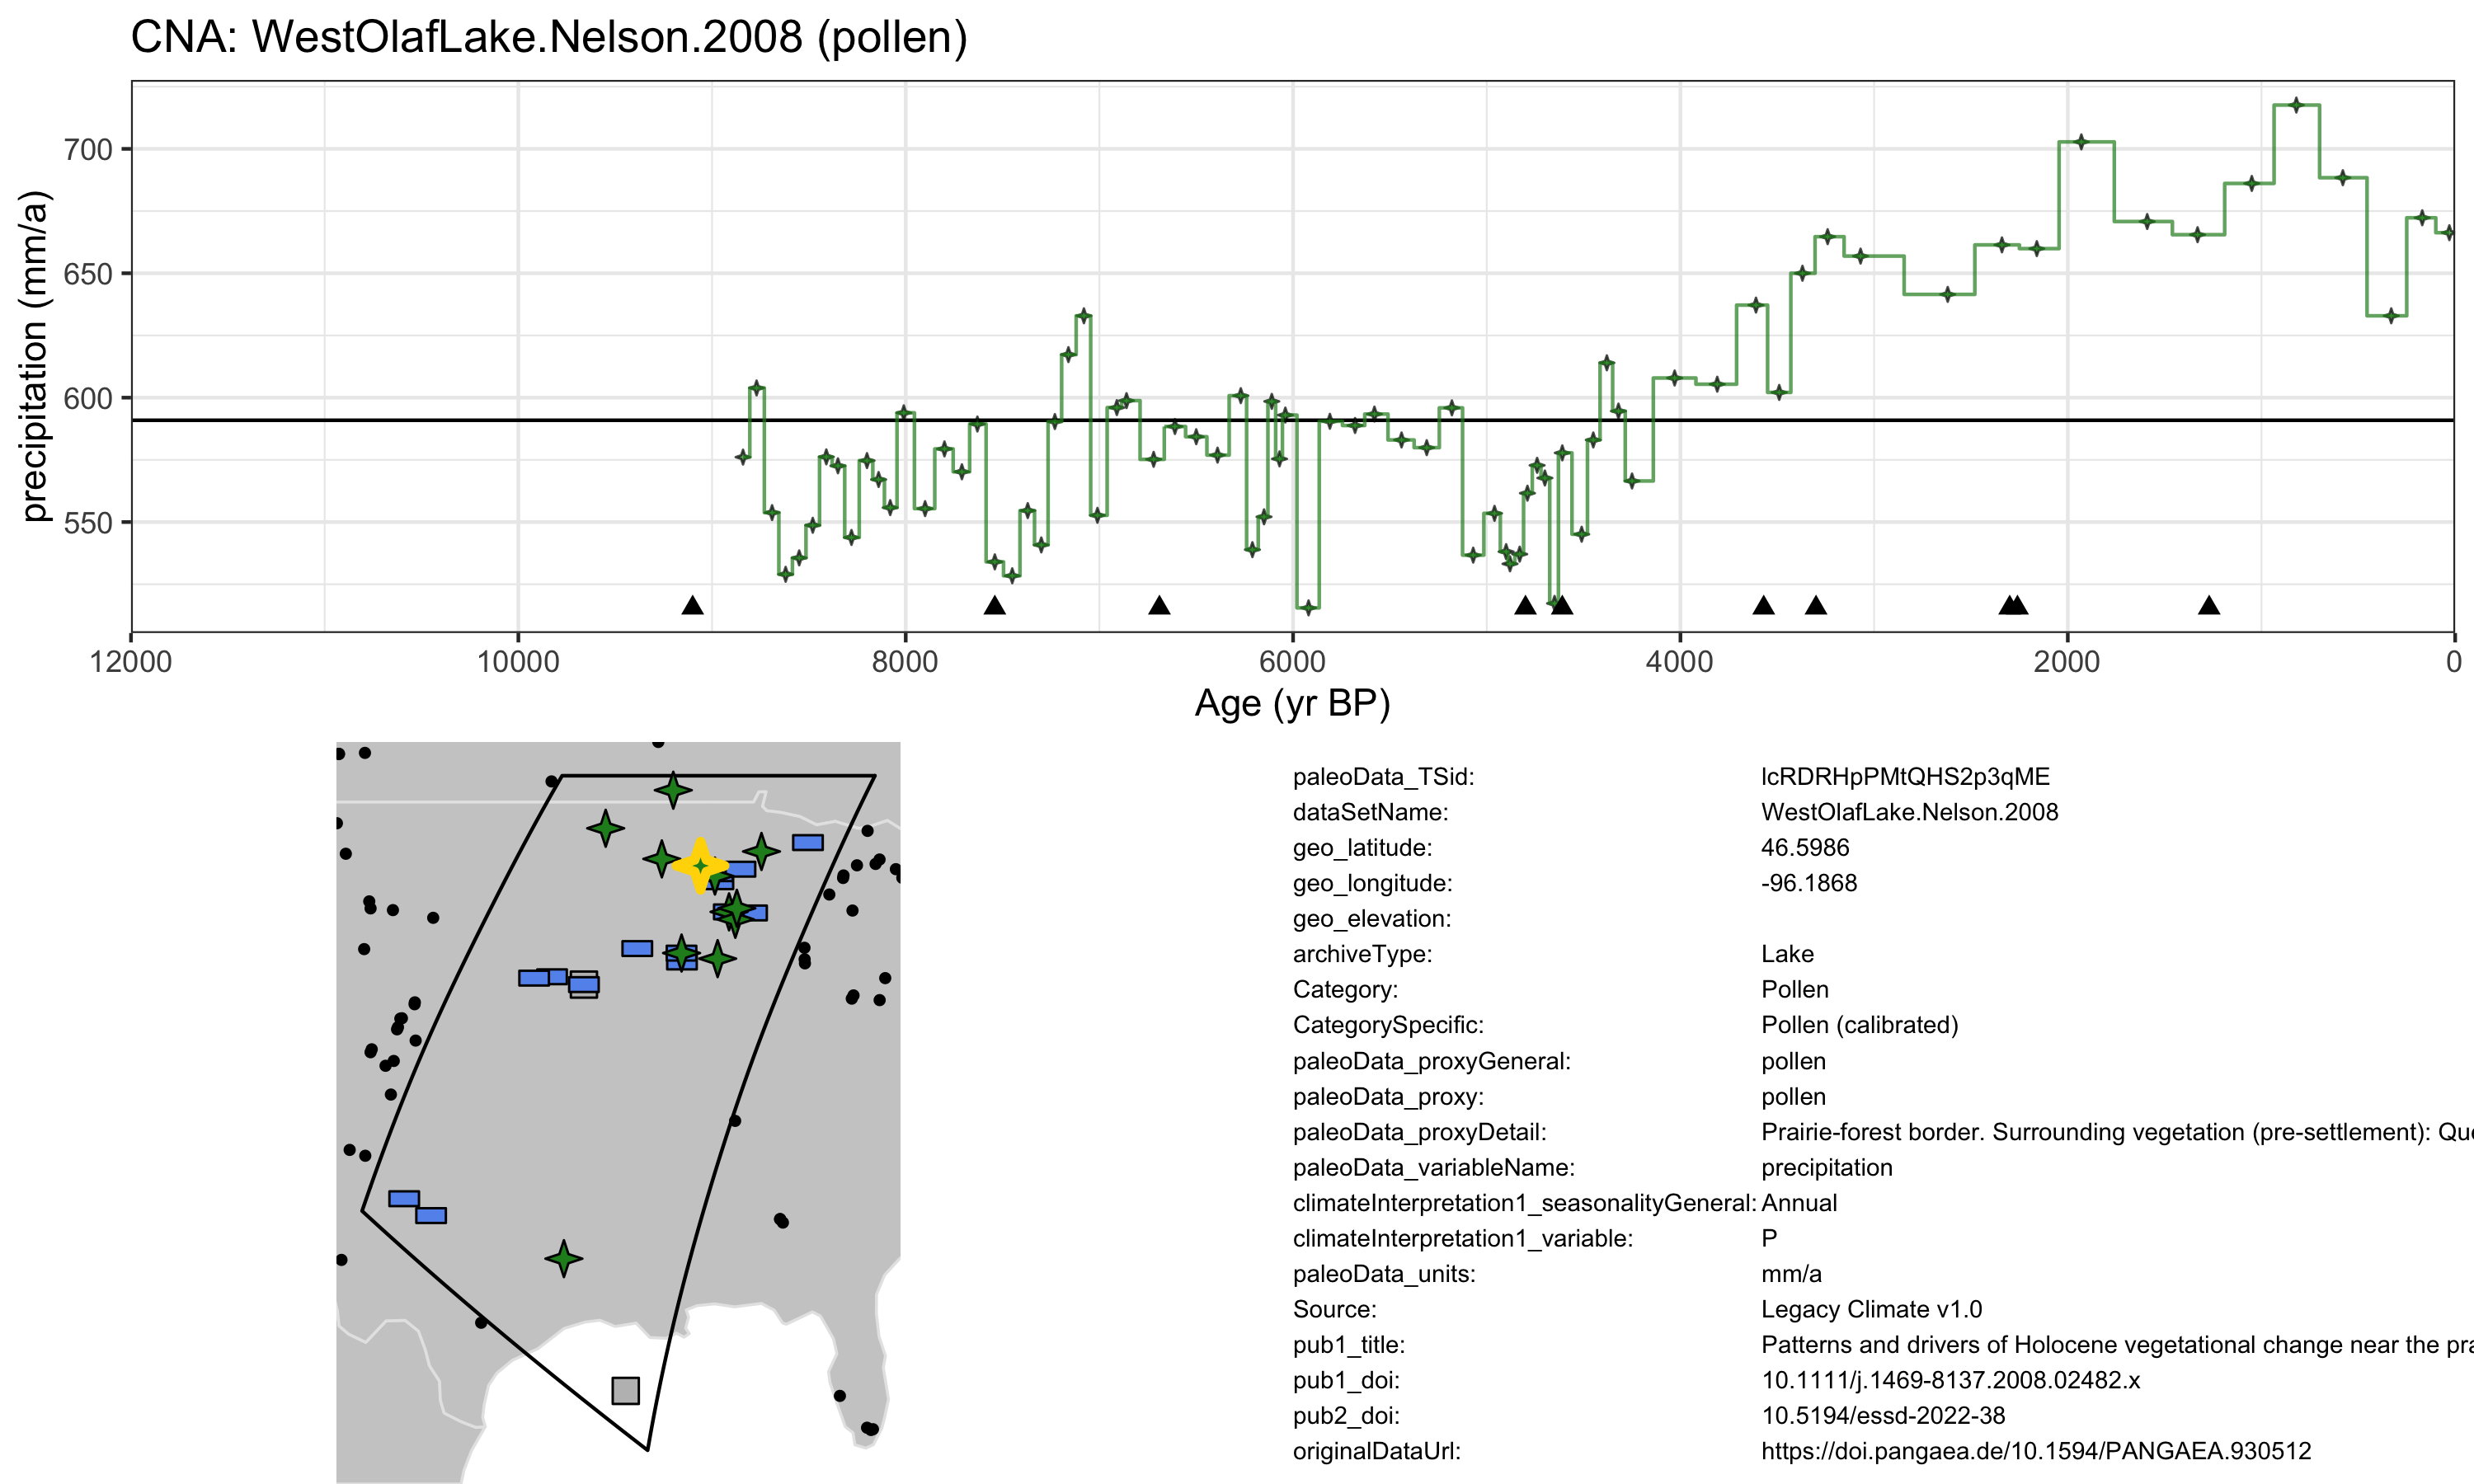 CNA: WestOlafLake.Nelson.2008 (pollen)
precipitation (mm/a)
700
650
600
550
12000 10000 8000 6000 4000 2000 0
Age (yr BP)
paleoData_TSid: lcRDRHpPMtQHS2p3qME
dataSetName: WestOlafLake.Nelson.2008
geo_latitude: 46.5986
geo_longitude: -96.1868
geo_elevation:
archiveType: Lake
Category: Pollen
CategorySpecific: Pollen (calibrated)
paleoData_proxyGeneral: pollen
paleoData_proxy: pollen
paleoData_proxyDetail: Prairie-forest border. Surrounding vegetation (pre-settlement): Que
paleoData_variableName: precipitation
climateInterpretation1_seasonalityGeneral: Annual
climateInterpretation1_variable: P
paleoData_units: mm/a
Source: Legacy Climate v1.0
pub1_title: Patterns and drivers of Holocene vegetational change near the pra
pub1_doi: 10.1111/j.1469-8137.2008.02482.x
pub2_doi: 10.5194/essd-2022-38
originalDataUrl: https://doi.pangaea.de/10.1594/PANGAEA.930512